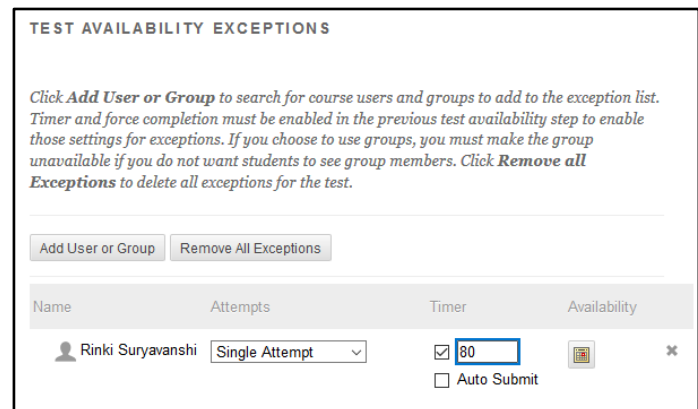 TEST AVAILABILITY EXCEPTIONS
Click Add User or Group to search for course users and groups to add to the exception list.
Timer and force completion must be enabled in the previous test availability step to enable
those settings for exceptions. If you choose to use groups, you must make the group
unavailable if you do not want students to see group members. Click Remove all
Exceptions to delete all exceptions for the test.
Add User or Group Remove All Exceptions
Name Attempts Timer Availability
Rinki Suryavanshi Single Attempt 80
Auto Submit